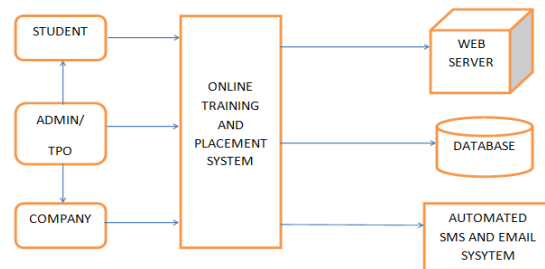 STUDENT
ADMIN/
TPO
COMPANY
ONLINE
TRAINING
AND
PLACEMENT
SYSTEM
WEB
SERVER
DATABASE
AUTOMATED
SMS AND EMAIL
SYSYTEM